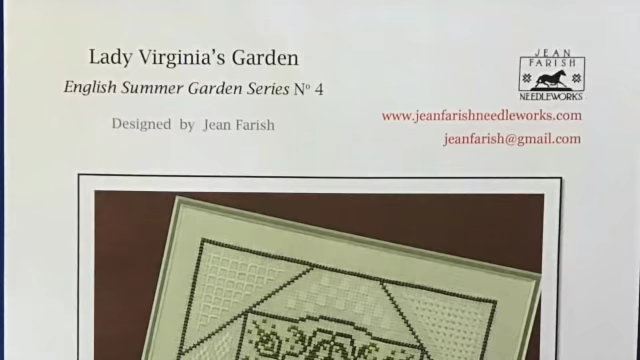 Lady Virginia's Garden
English Summer Garden Series Nº 4
Designed by Jean Farish
JEAN
FARISH
NEEDLEWORKS
www.jeanfarishneedleworks.com
jeanfarish@gmail.com